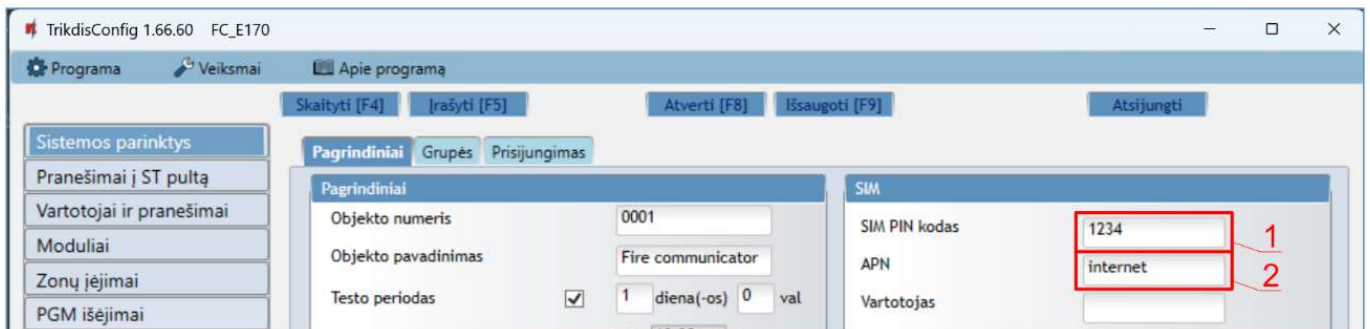 TrikdisConfig 1.66.60 FC_E170
Programa Veiksmai Apie programą
Skaityti [F4] Įrašyti [F5] Atverti [F8] Išsaugoti [F9] Atsijungti
Sistemos parinktys
Pranešimai į ST pultą
Vartotojai ir pranešimai
Moduliai
Zonų įėjimai
PGM išėjimai
Pagrindiniai Grupės Prisijungimas
Pagrindiniai
Objekto numeris 0001
Objekto pavadinimas Fire communicator
Testo periodas 1 diena(-os) 0 val
SIM
SIM PIN kodas 1234 1
APN internet 2
Vartotojas